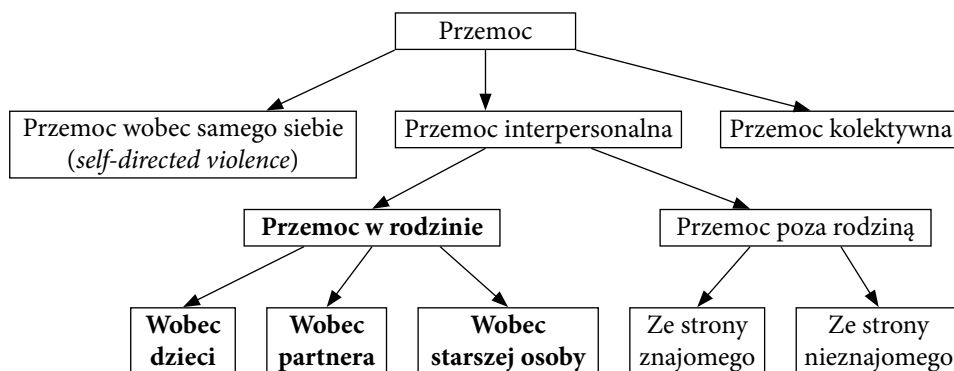 Przemoc
Przemoc wobec samego siebie
(self-directed violence)
Przemoc interpersonalna
Przemoc kolektywna
Przemoc w rodzinie
Przemoc poza rodziną
Wobec
dzieci
Wobec
partnera
Wobec
starszej osoby
Ze strony
znajomego
Ze strony
nieznajomego